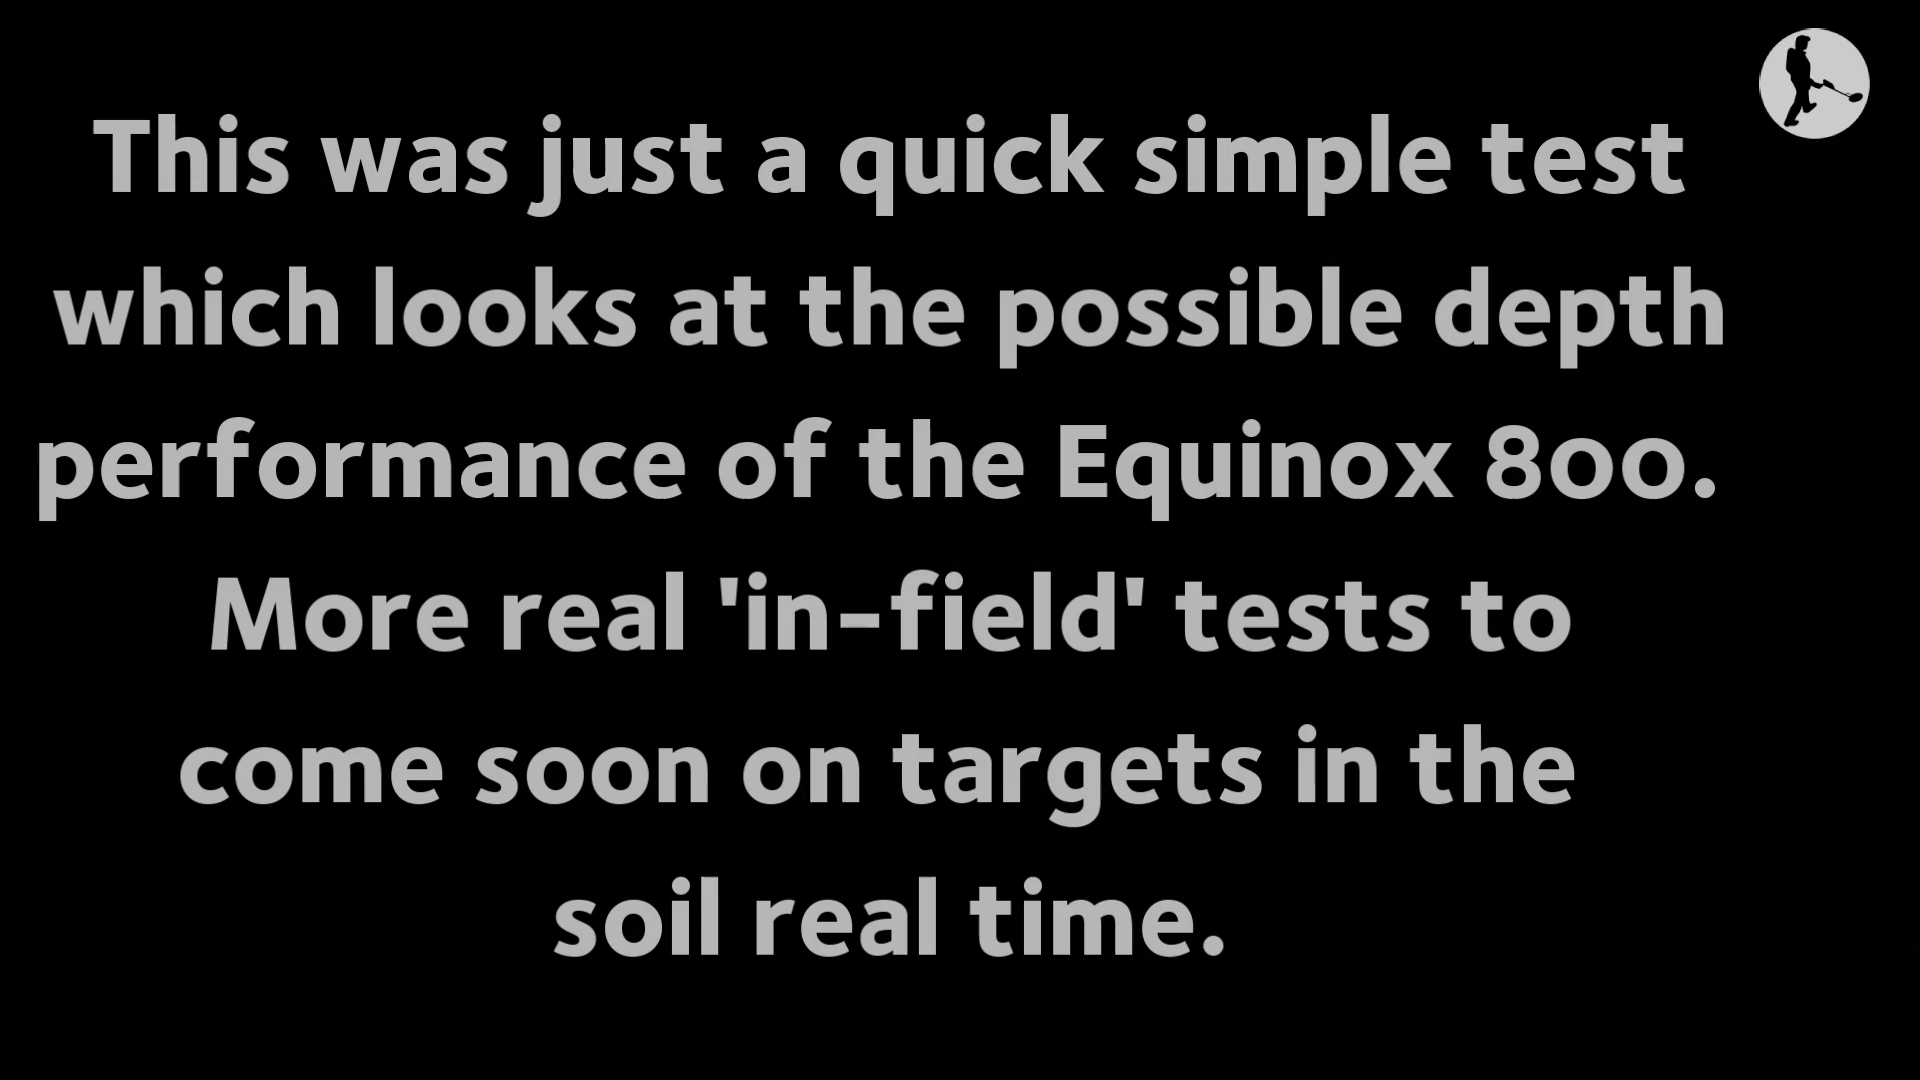 This was just a quick simple test
which looks at the possible depth
performance of the Equinox 800.
More real 'in-field' tests to
come soon on targets in the
soil real time.